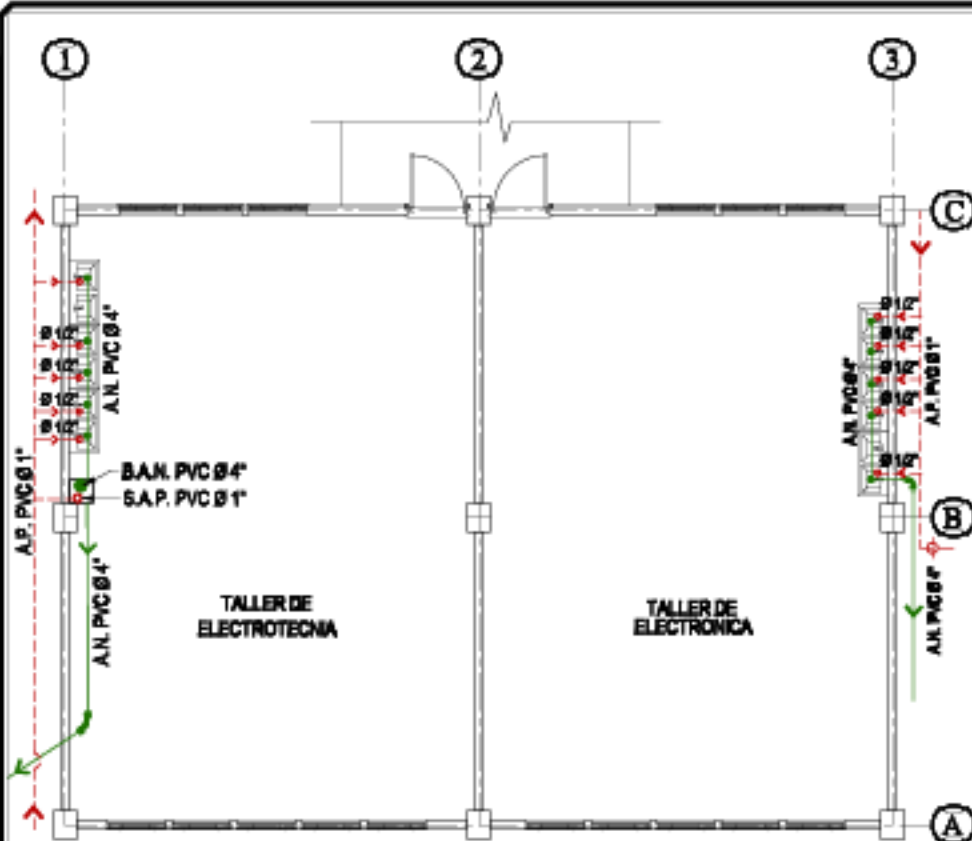 1
2
3
C
Ø 1/2"
Ø 1/2"
Ø 1/2"
Ø 1/2"
A.N. PVC Ø 4"
A.P. PVC Ø 1"
B.A.N. PVC Ø 4"
S.A.P. PVC Ø 1"
A.N. PVC Ø 4"
TALLER DE
ELECTROTECNIA
Ø 1/2"
Ø 1/2"
Ø 1/2"
Ø 1/2"
Ø 1/2"
A.N. PVC Ø 4"
A.P. PVC Ø 1"
B
A.N. PVC Ø 4"
TALLER DE
ELECTRONICA
A